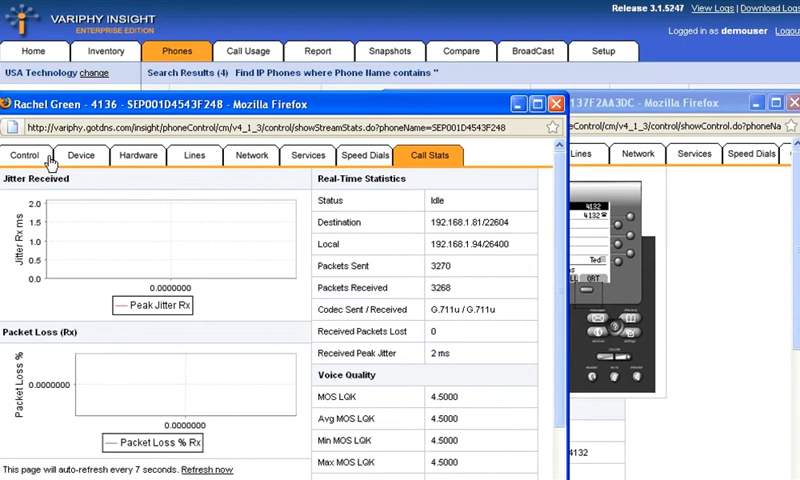 VARIPHY INSIGHT
ENTERPRISE EDITION
Release 3.1.5247 View Logs | Download Logs
Logged in as demouser Logou
Home Inventory Phones Call Usage Report Snapshots Compare BroadCast Setup
USA Technology change Search Results (4) Find IP Phones where Phone Name contains ''
Rachel Green - 4136 - SEP001D4543F24B - Mozilla Firefox
137F2AA3DC - Mozilla Firefox
http://variphy.gotdns.com/insight/phoneControl/cm/v4_1_3/control/showStreamStats.do?phoneName=SEP001D4543F248
/phoneControl/cm/v4_1_3/control/showControl.do?phoneNa
Control Device Hardware Lines Network Services Speed Dials Call Stats
Lines Network Services Speed Dials
Jitter Received
Jitter Rx ms
2.0
1.5
1.0
0.5
0.0
0.0000000
Peak Jitter Rx
Packet Loss (Rx)
Packet Loss %
0.0000000
0.0000000
Packet Loss % Rx
This page will auto-refresh every 7 seconds. Refresh now
Real-Time Statistics
Status Idle
Destination 192.168.1.81/22604
Local 192.168.1.94/26400
Packets Sent 3270
Packets Received 3268
Codec Sent / Received G.711u / G.711u
Received Packets Lost 0
Received Peak Jitter 2 ms
Voice Quality
MOS LQK 4.5000
Avg MOS LQK 4.5000
Min MOS LQK 4.5000
Max MOS LQK 4.5000
4132
4132
Ted
4132